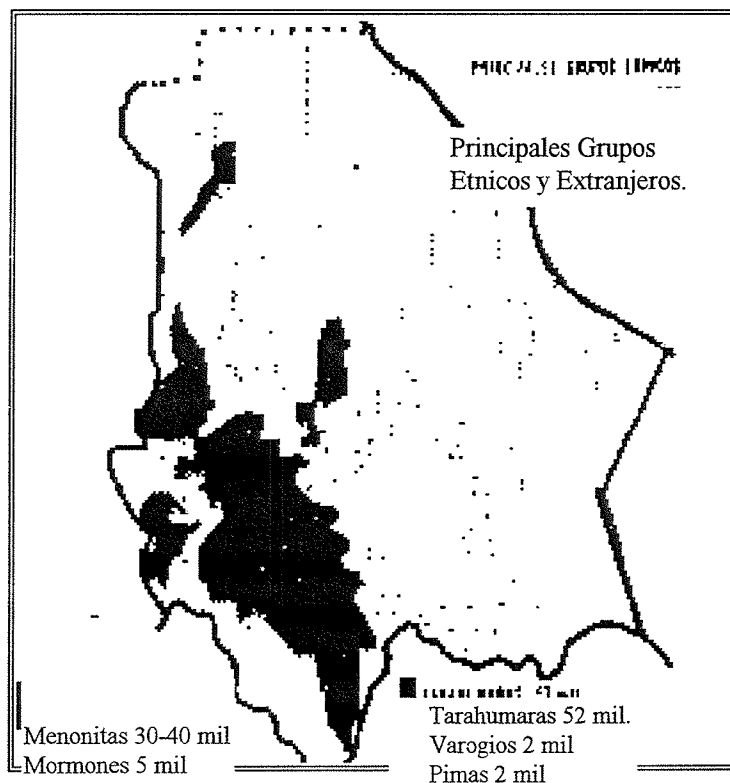 Principales Grupos
Etnicos y Extranjeros.
Menonitas 30-40 mil
Mormones 5 mil
Tarahumaras 52 mil.
Varogios 2 mil
Pimas 2 mil